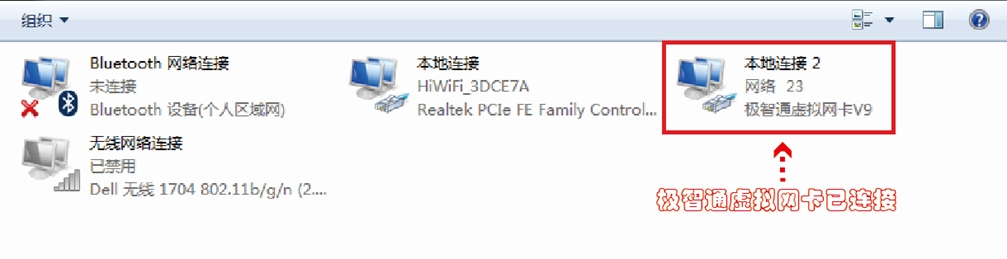 组织
Bluetooth 网络连接
未连接
Bluetooth 设备(个人区域网)
本地连接
HiWiFi_3DCE7A
Realtek PCIe FE Family Control...
本地连接 2
网络 23
极智通虚拟网卡V9
无线网络连接
已禁用
Dell 无线 1704 802.11b/g/n (2....
极智通虚拟网卡已连接